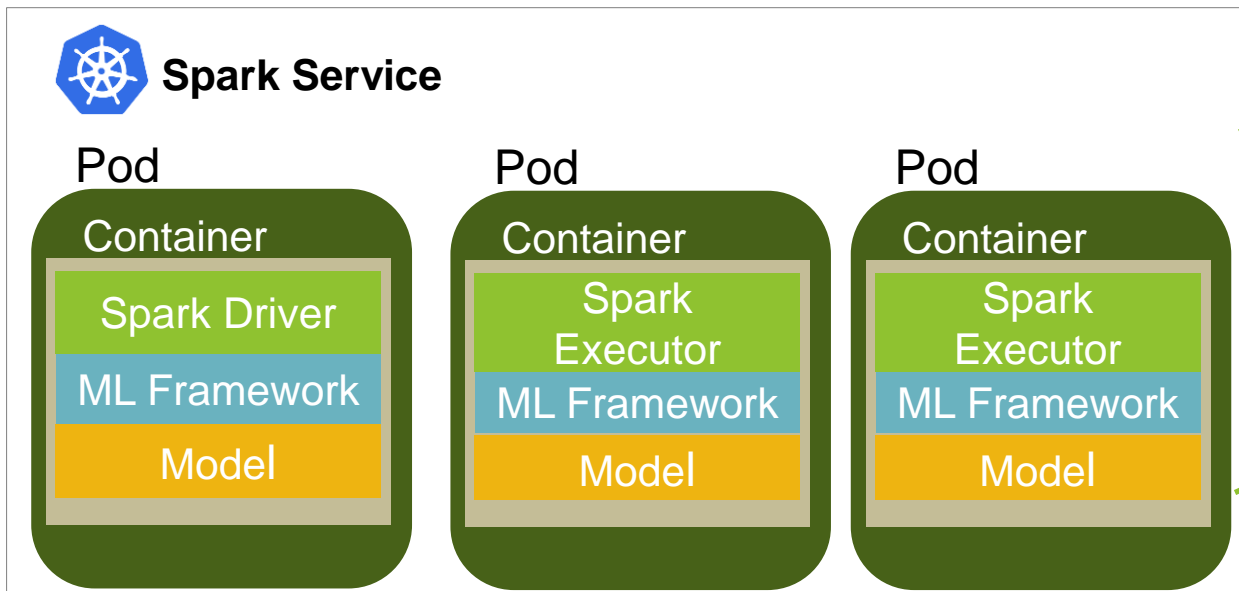 Spark Service
Pod
Container
Spark Driver
ML Framework
Model
Pod
Container
Spark
Executor
ML Framework
Model
Pod
Container
Spark
Executor
ML Framework
Model